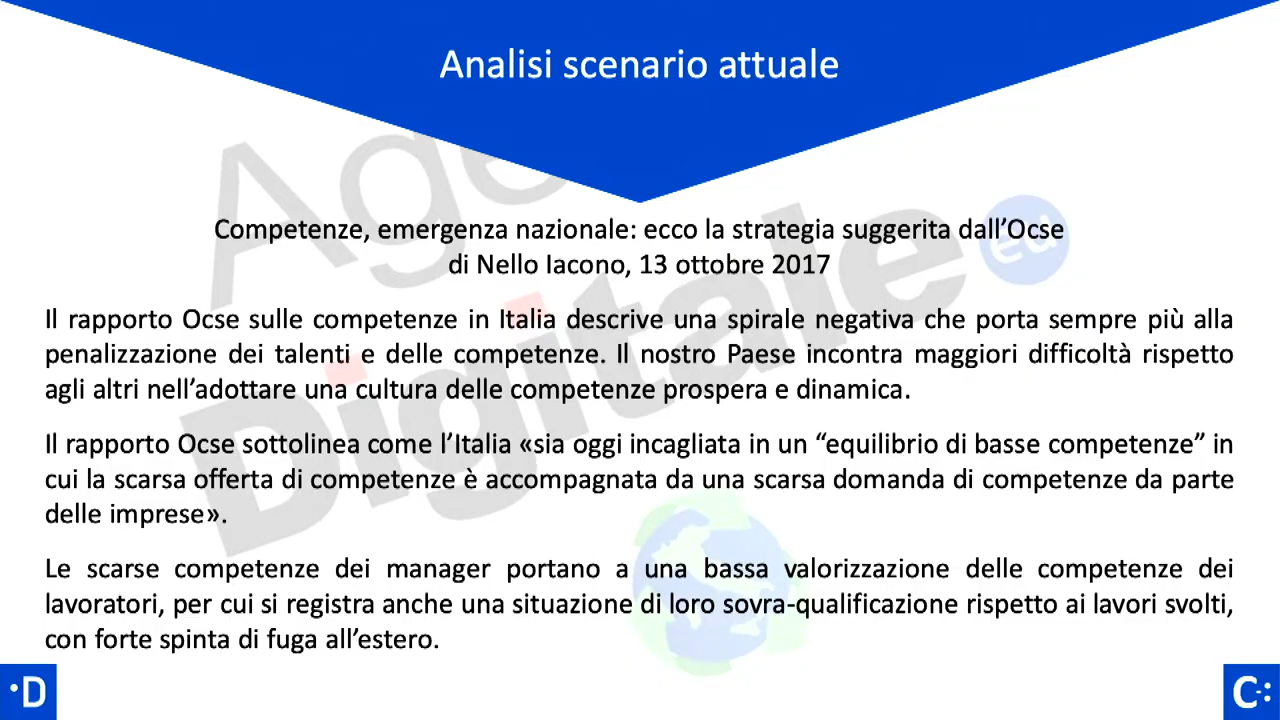 Analisi scenario attuale
Age
Digitale
eu
Competenze, emergenza nazionale: ecco la strategia suggerita dall’Ocse
di Nello Iacono, 13 ottobre 2017
Il rapporto Ocse sulle competenze in Italia descrive una spirale negativa che porta sempre più alla
penalizzazione dei talenti e delle competenze. Il nostro Paese incontra maggiori difficoltà rispetto
agli altri nell’adottare una cultura delle competenze prospera e dinamica.
Il rapporto Ocse sottolinea come l’Italia «sia oggi incagliata in un “equilibrio di basse competenze” in
cui la scarsa offerta di competenze è accompagnata da una scarsa domanda di competenze da parte
delle imprese».
Le scarse competenze dei manager portano a una bassa valorizzazione delle competenze dei
lavoratori, per cui si registra anche una situazione di loro sovra-qualificazione rispetto ai lavori svolti,
con forte spinta di fuga all’estero.
·D
C:·: